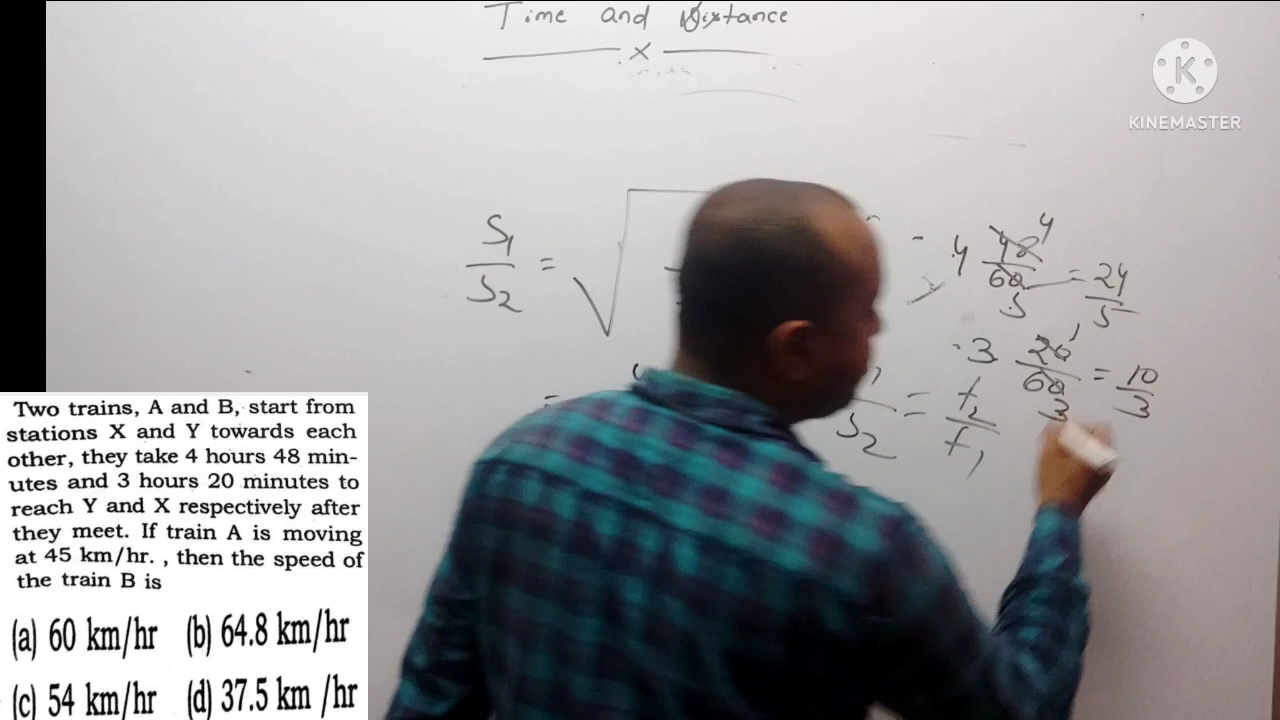 Time and Distance
x
KINEMASTER
S1/S2 = √
4 48/60 = 24/5
4
5
3 20/60 = 10/3
1
3
=
S2 = t2/t1
Two trains, A and B, start from
stations X and Y towards each
other, they take 4 hours 48 min-
utes and 3 hours 20 minutes to
reach Y and X respectively after
they meet. If train A is moving
at 45 km/hr. , then the speed of
the train B is
(a) 60 km/hr (b) 64.8 km/hr
(c) 54 km/hr (d) 37.5 km /hr